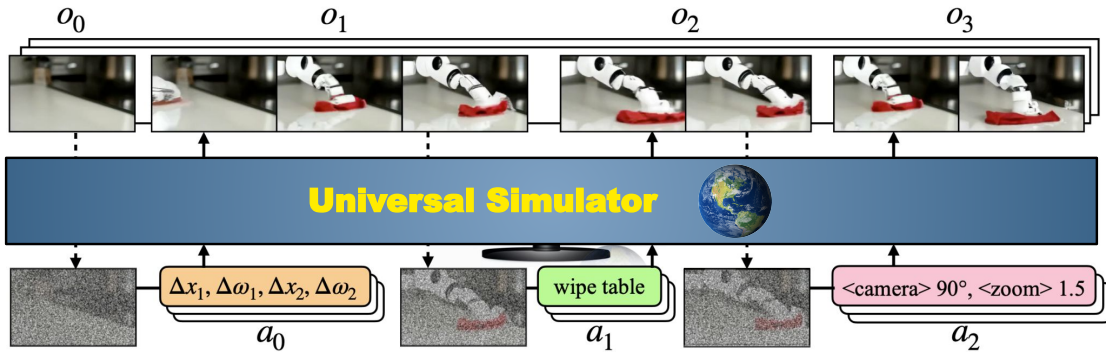 o₀ o₁ o₂ o₃
Universal Simulator
Δx₁, Δω₁, Δx₂, Δω₂ wipe table <camera> 90°, <zoom> 1.5
a₀ a₁ a₂